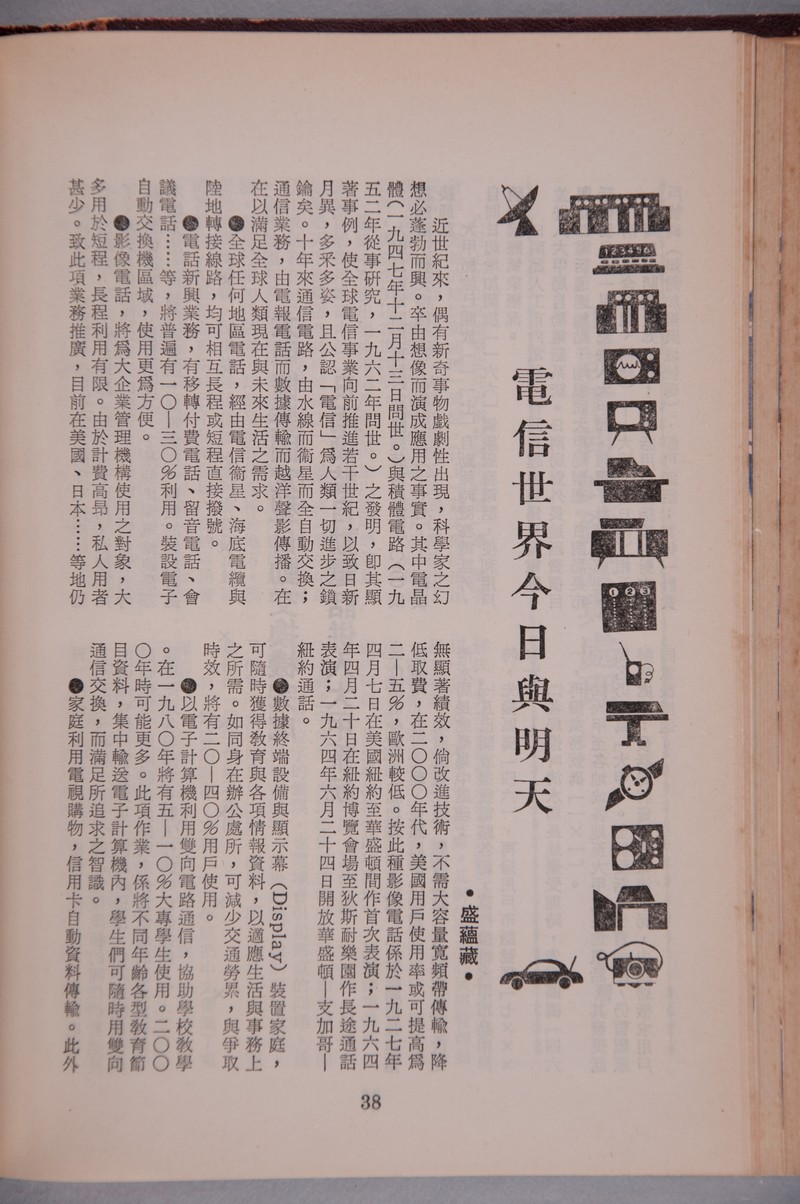 電信世界今日與明天
•盛蘊藏•
近世紀來，偶有新奇事物戲劇性出現，科學家之幻
想必蓬勃而興。卒由想像而演成應用之事實。其中電晶
體（一九四七年十二月十三日問世。）與積體電路（一九
五二年從事研究，一九六二年問世。）之發明，卽其顯
著事例，使全球電信事業向前推進若干世紀，以致日新
月異，多釆多姿，且公認「電信」爲人類一切進步之鎖
鑰矣。十年來通信電路，由水線而衞星而全自動交換；
通信業務，由電報電話而數據傳輸而越洋聲影傳播。在
在以滿足全球人類現在與未來生活之需求。
●全球任何地區電話，經由電信衞星、海底電纜與
陸地轉接線路，均可相互長程或短程直接撥號。
●電話新興業務，有移轉付費電話、留音電話、會
議電話……等，將普遍有一〇—三〇％利用。裝設電子
自動交換機區域，使用更爲方便。
●影像電話，將爲大企業管理機構使用之對象，大
多用於短程，長程利用有限。由於計費高昻，私人用者
甚少。致此項業務推廣，目前在美國、日本……等地仍
無顯著績效，倘改進技術，不需大容量寬頻帶傳輸，降
低取費，在二〇〇〇年代，美國用戶使用率或可提高爲
二—五％，歐洲較低。按此種影像電話係於一九二七年
四月七日在美國紐約至華盛頓間作首次表演；一九六四
年四月二十日在紐約博覽會場至狄斯耐樂園作長途通話
表演；一九六四年六月二十四日開放華盛頓—支加哥—
紐約通話。
●數據終端設備與顯示幕（Display）裝置家庭，
可隨時獲得敎育與各項情報資料，以適應生活與事務上
之所需。如同身在辦公處所，可減少交通勞累，與爭取
時效，將有二〇—四〇％用戶使用。
●以電子計算機利用雙向電路通信，協助學校敎學
。在一九八〇年將有五—一〇％大專學生使用。二〇〇
〇年時可能更多。此項作業，係將不同年齡各型敎育節
目資料，集中輸送電子計算機內，學生們可隨時用雙向
通信交換，而滿足所追求之智識。
●家庭利用電視購物，信用卡自動資料傳輸。此外
38